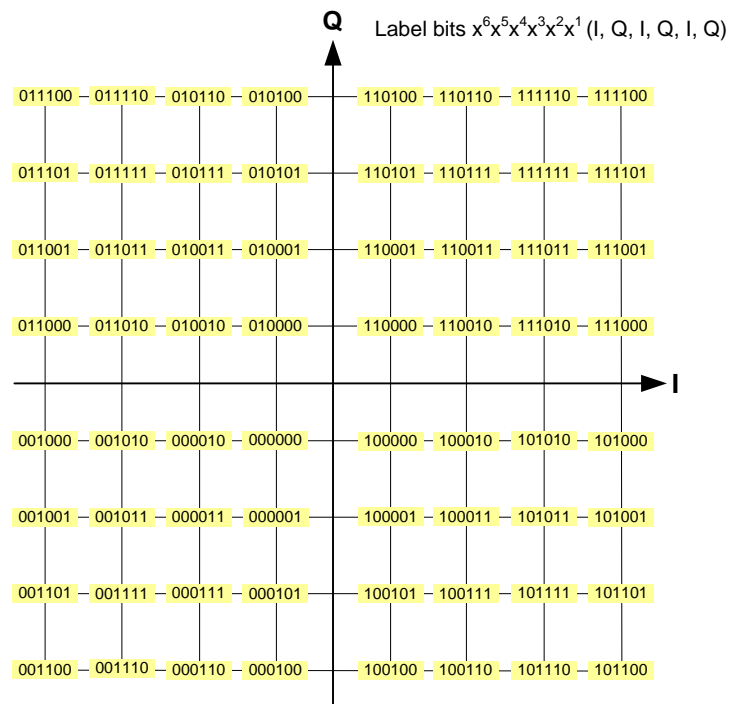 Q
Label bits x⁶x⁵x⁴x³x²x¹ (I, Q, I, Q, I, Q)
011100 011110 010110 010100 110100 110110 111110 111100
011101 011111 010111 010101 110101 110111 111111 111101
011001 011011 010011 010001 110001 110011 111011 111001
011000 011010 010010 010000 110000 110010 111010 111000
I
001000 001010 000010 000000 100000 100010 101010 101000
001001 001011 000011 000001 100001 100011 101011 101001
001101 001111 000111 000101 100101 100111 101111 101101
001100 001110 000110 000100 100100 100110 101110 101100